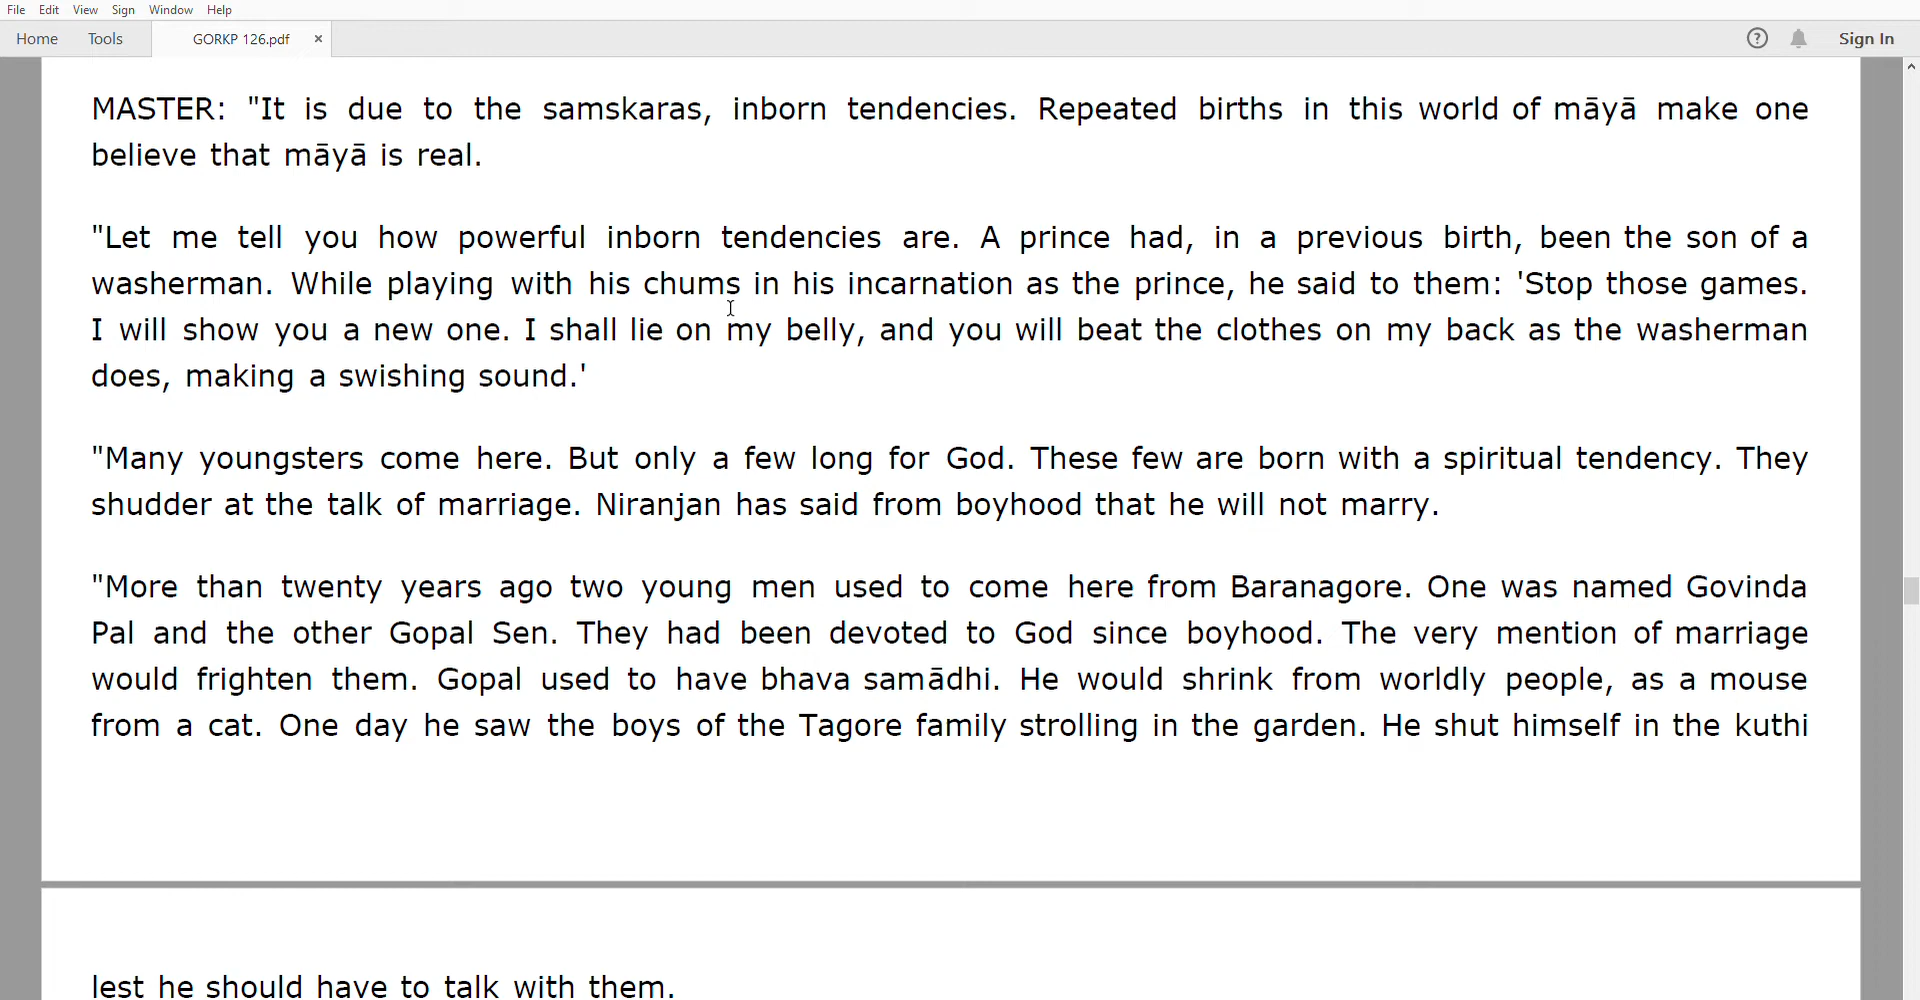 File Edit View Sign Window Help
Home Tools GORKP 126.pdf × ? Sign In
MASTER: "It is due to the samskaras, inborn tendencies. Repeated births in this world of māyā make one
believe that māyā is real.
"Let me tell you how powerful inborn tendencies are. A prince had, in a previous birth, been the son of a
washerman. While playing with his chums in his incarnation as the prince, he said to them: 'Stop those games.
I will show you a new one. I shall lie on my belly, and you will beat the clothes on my back as the washerman
does, making a swishing sound.'
"Many youngsters come here. But only a few long for God. These few are born with a spiritual tendency. They
shudder at the talk of marriage. Niranjan has said from boyhood that he will not marry.
"More than twenty years ago two young men used to come here from Baranagore. One was named Govinda
Pal and the other Gopal Sen. They had been devoted to God since boyhood. The very mention of marriage
would frighten them. Gopal used to have bhava samādhi. He would shrink from worldly people, as a mouse
from a cat. One day he saw the boys of the Tagore family strolling in the garden. He shut himself in the kuthi
lest he should have to talk with them.